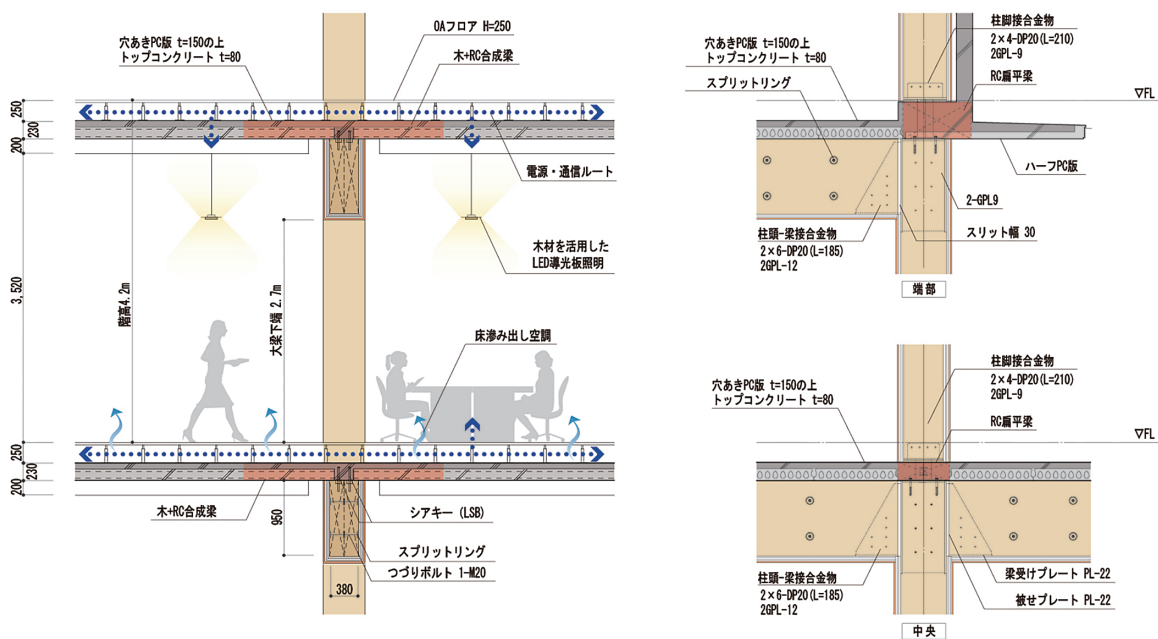 OAフロア H=250
穴あきPC版 t=150の上
トップコンクリート t=80
木+RC合成梁
250
230
200
電源・通信ルート
木材を活用した
LED導光板照明
3,520
階高4.2m
大梁下端 2.7m
床滲み出し空調
250
230
200
木+RC合成梁
950
シアキー (LSB)
スプリットリング
つづりボルト 1-M20
380
柱脚接合金物
2×4-DP20(L=210)
2GPL-9
穴あきPC版 t=150の上
トップコンクリート t=80
スプリットリング
RC扁平梁
▽FL
ハーフPC版
2-GPL9
柱頭-梁接合金物
2×6-DP20(L=185)
2GPL-12
スリット幅 30
端部
柱脚接合金物
2×4-DP20(L=210)
2GPL-9
穴あきPC版 t=150の上
トップコンクリート t=80
RC扁平梁
▽FL
柱頭-梁接合金物
2×6-DP20(L=185)
2GPL-12
梁受けプレート PL-22
被せプレート PL-22
中央